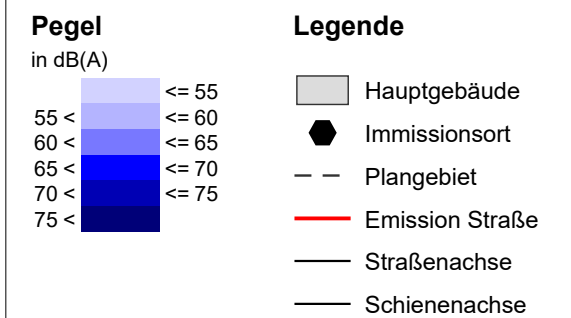 Pegel
in dB(A)
<= 55
55 < <= 60
60 < <= 65
65 < <= 70
70 < <= 75
75 <
Legende
Hauptgebäude
Immissionsort
Plangebiet
Emission Straße
Straßenachse
Schienenachse